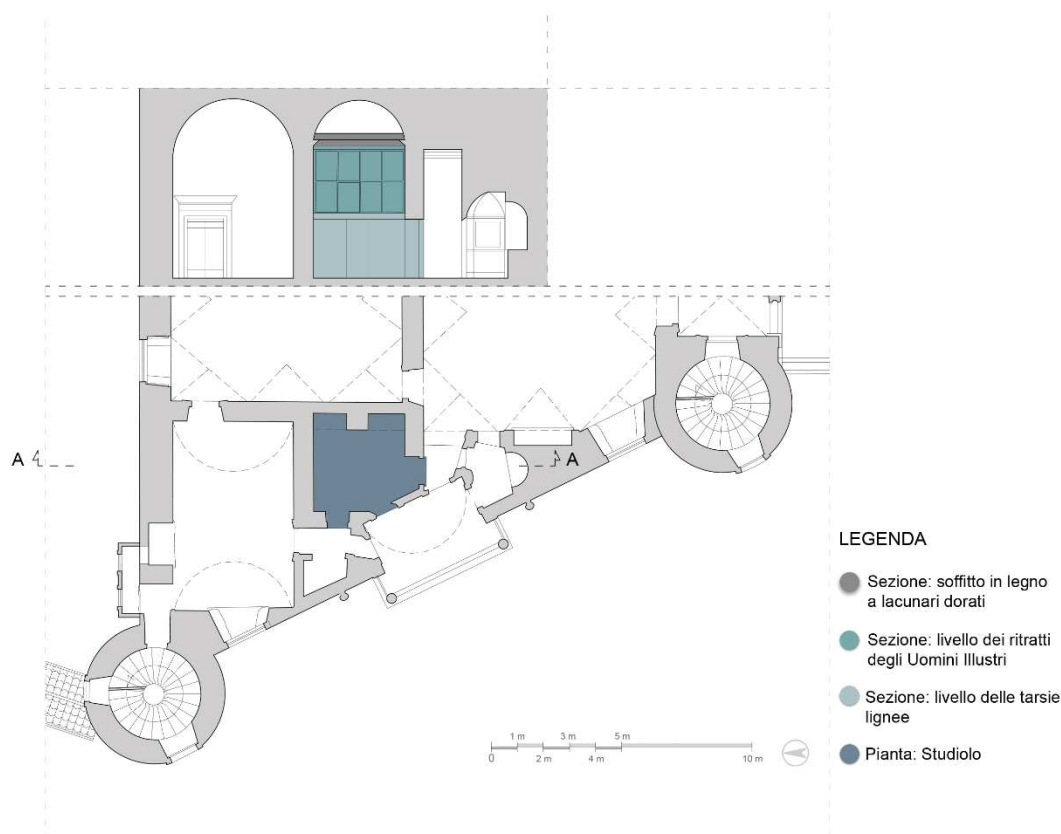 A
A
LEGENDA
Sezione: soffitto in legno
a lacunari dorati
Sezione: livello dei ritratti
degli Uomini Illustri
Sezione: livello delle tarsie
lignee
Pianta: Studiolo
1 m 3 m 5 m
0 2 m 4 m 10 m